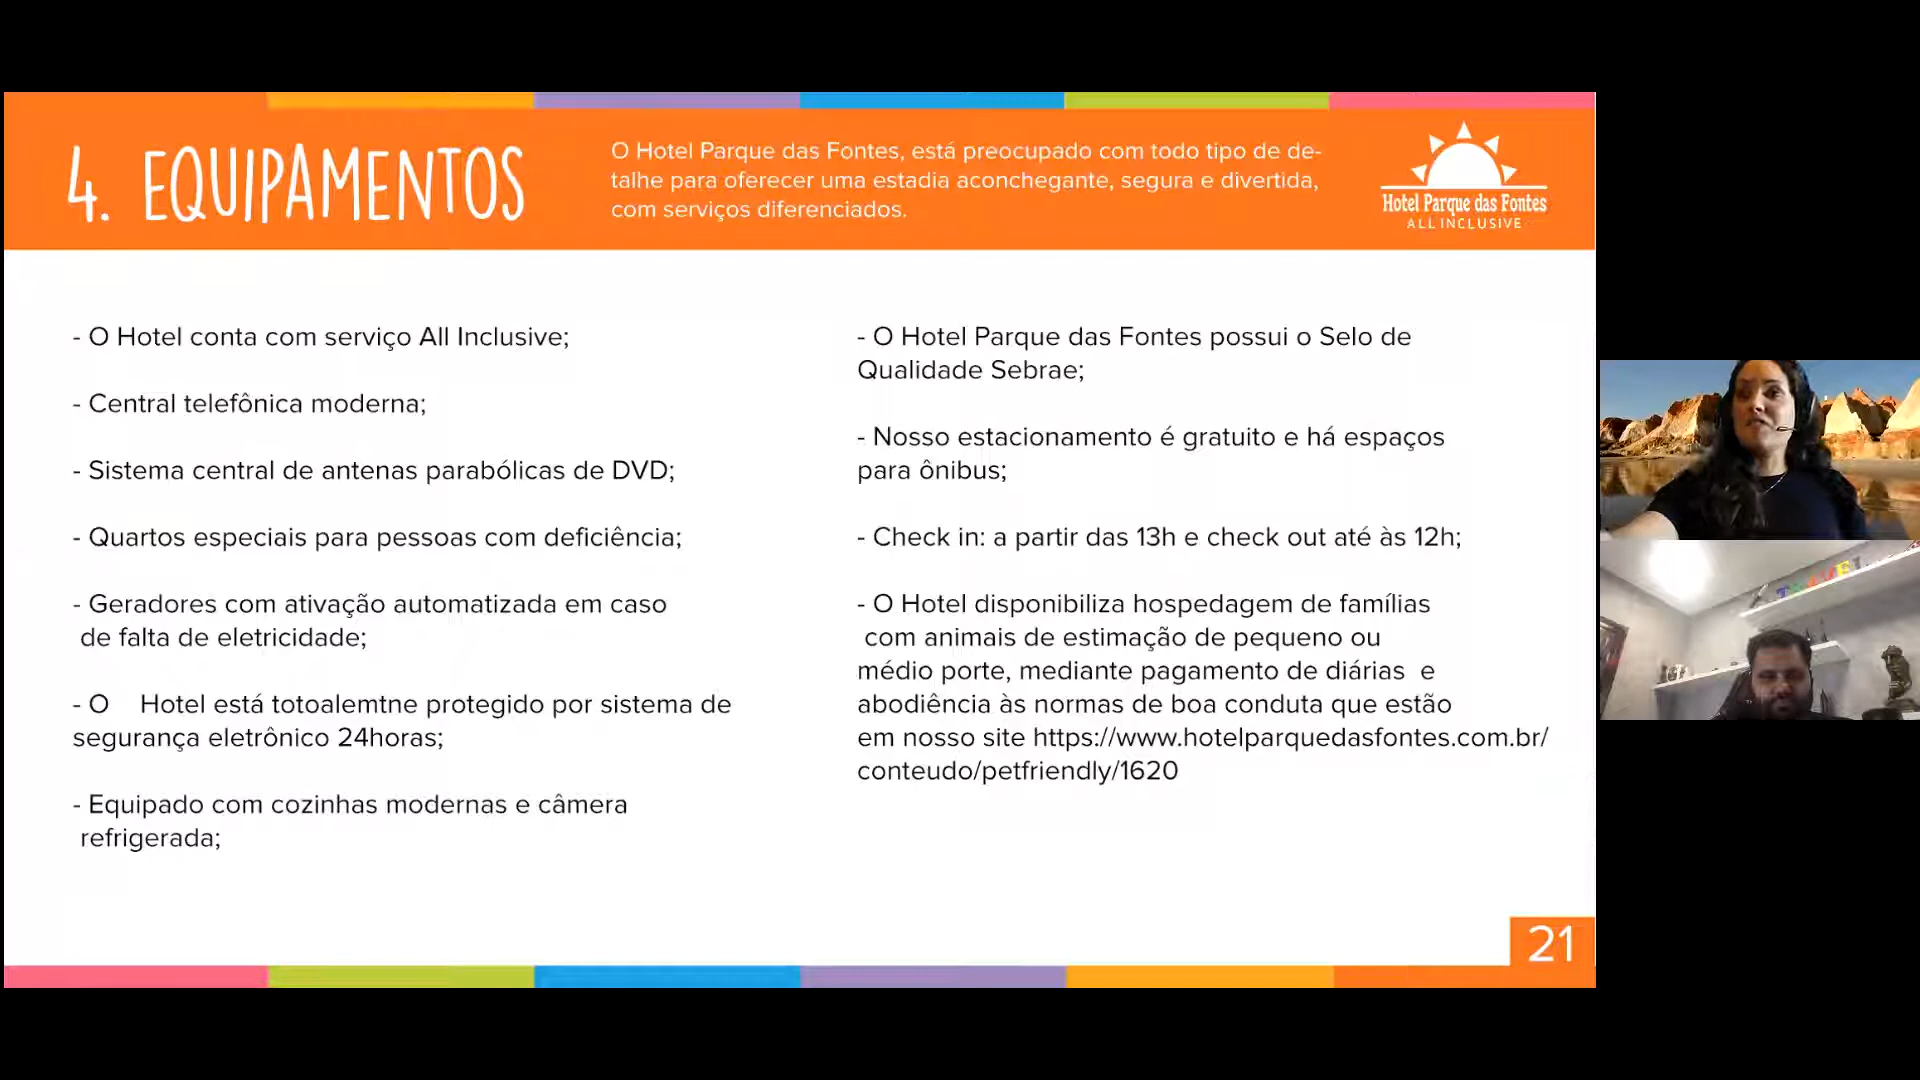 4. EQUIPAMENTOS
O Hotel Parque das Fontes, está preocupado com todo tipo de de-
talhe para oferecer uma estadia aconchegante, segura e divertida,
com serviços diferenciados.
Hotel Parque das Fontes
ALL INCLUSIVE
- O Hotel conta com serviço All Inclusive;
- Central telefônica moderna;
- Sistema central de antenas parabólicas de DVD;
- Quartos especiais para pessoas com deficiência;
- Geradores com ativação automatizada em caso
de falta de eletricidade;
- O Hotel está totoalemtne protegido por sistema de
segurança eletrônico 24horas;
- Equipado com cozinhas modernas e câmera
refrigerada;
- O Hotel Parque das Fontes possui o Selo de
Qualidade Sebrae;
- Nosso estacionamento é gratuito e há espaços
para ônibus;
- Check in: a partir das 13h e check out até às 12h;
- O Hotel disponibiliza hospedagem de famílias
com animais de estimação de pequeno ou
médio porte, mediante pagamento de diárias e
abodiência às normas de boa conduta que estão
em nosso site https://www.hotelparquedasfontes.com.br/
conteudo/petfriendly/1620
21
TRAVEL